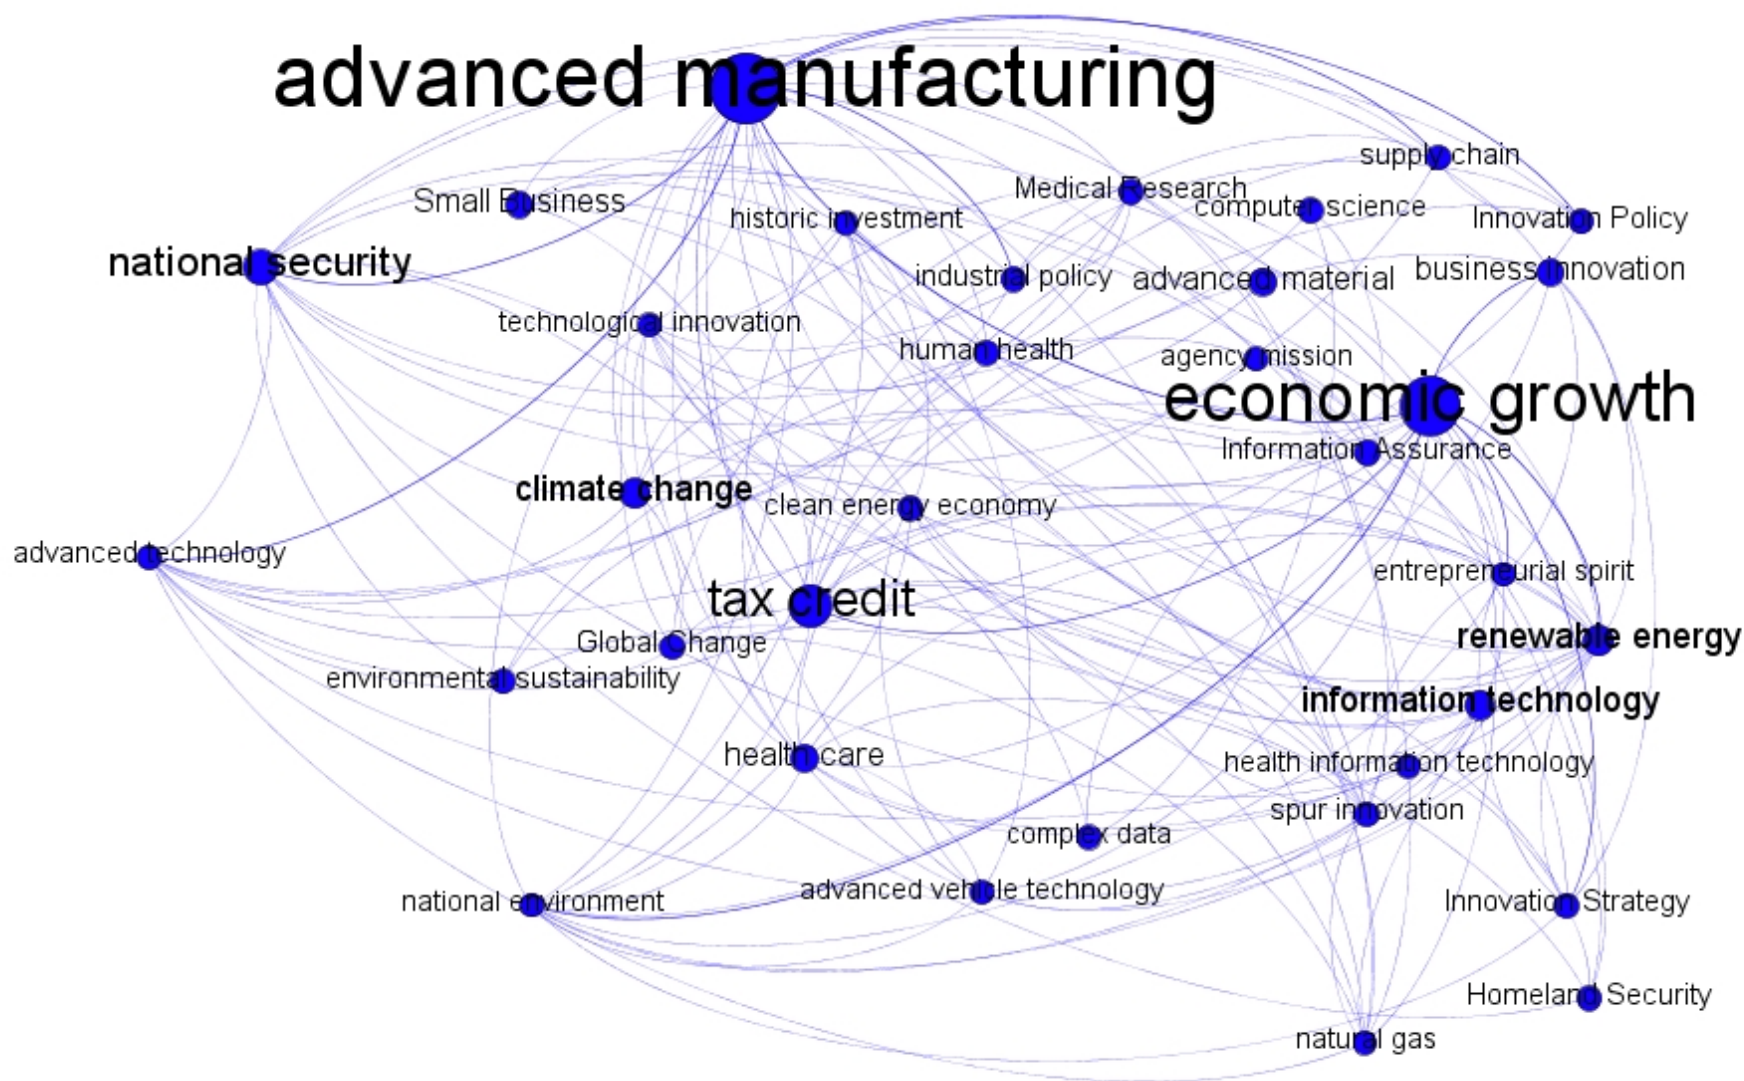 advanced manufacturing
supply chain
Medical Research
Small Business
computer science
historic investment
Innovation Policy
national security
industrial policy
advanced material
business innovation
technological innovation
human health
agency mission
economic growth
Information Assurance
climate change
clean energy economy
advanced technology
entrepreneurial spirit
tax credit
Global Change
renewable energy
environmental sustainability
information technology
health care
health information technology
spur innovation
complex data
advanced vehicle technology
national environment
Innovation Strategy
Homeland Security
natural gas